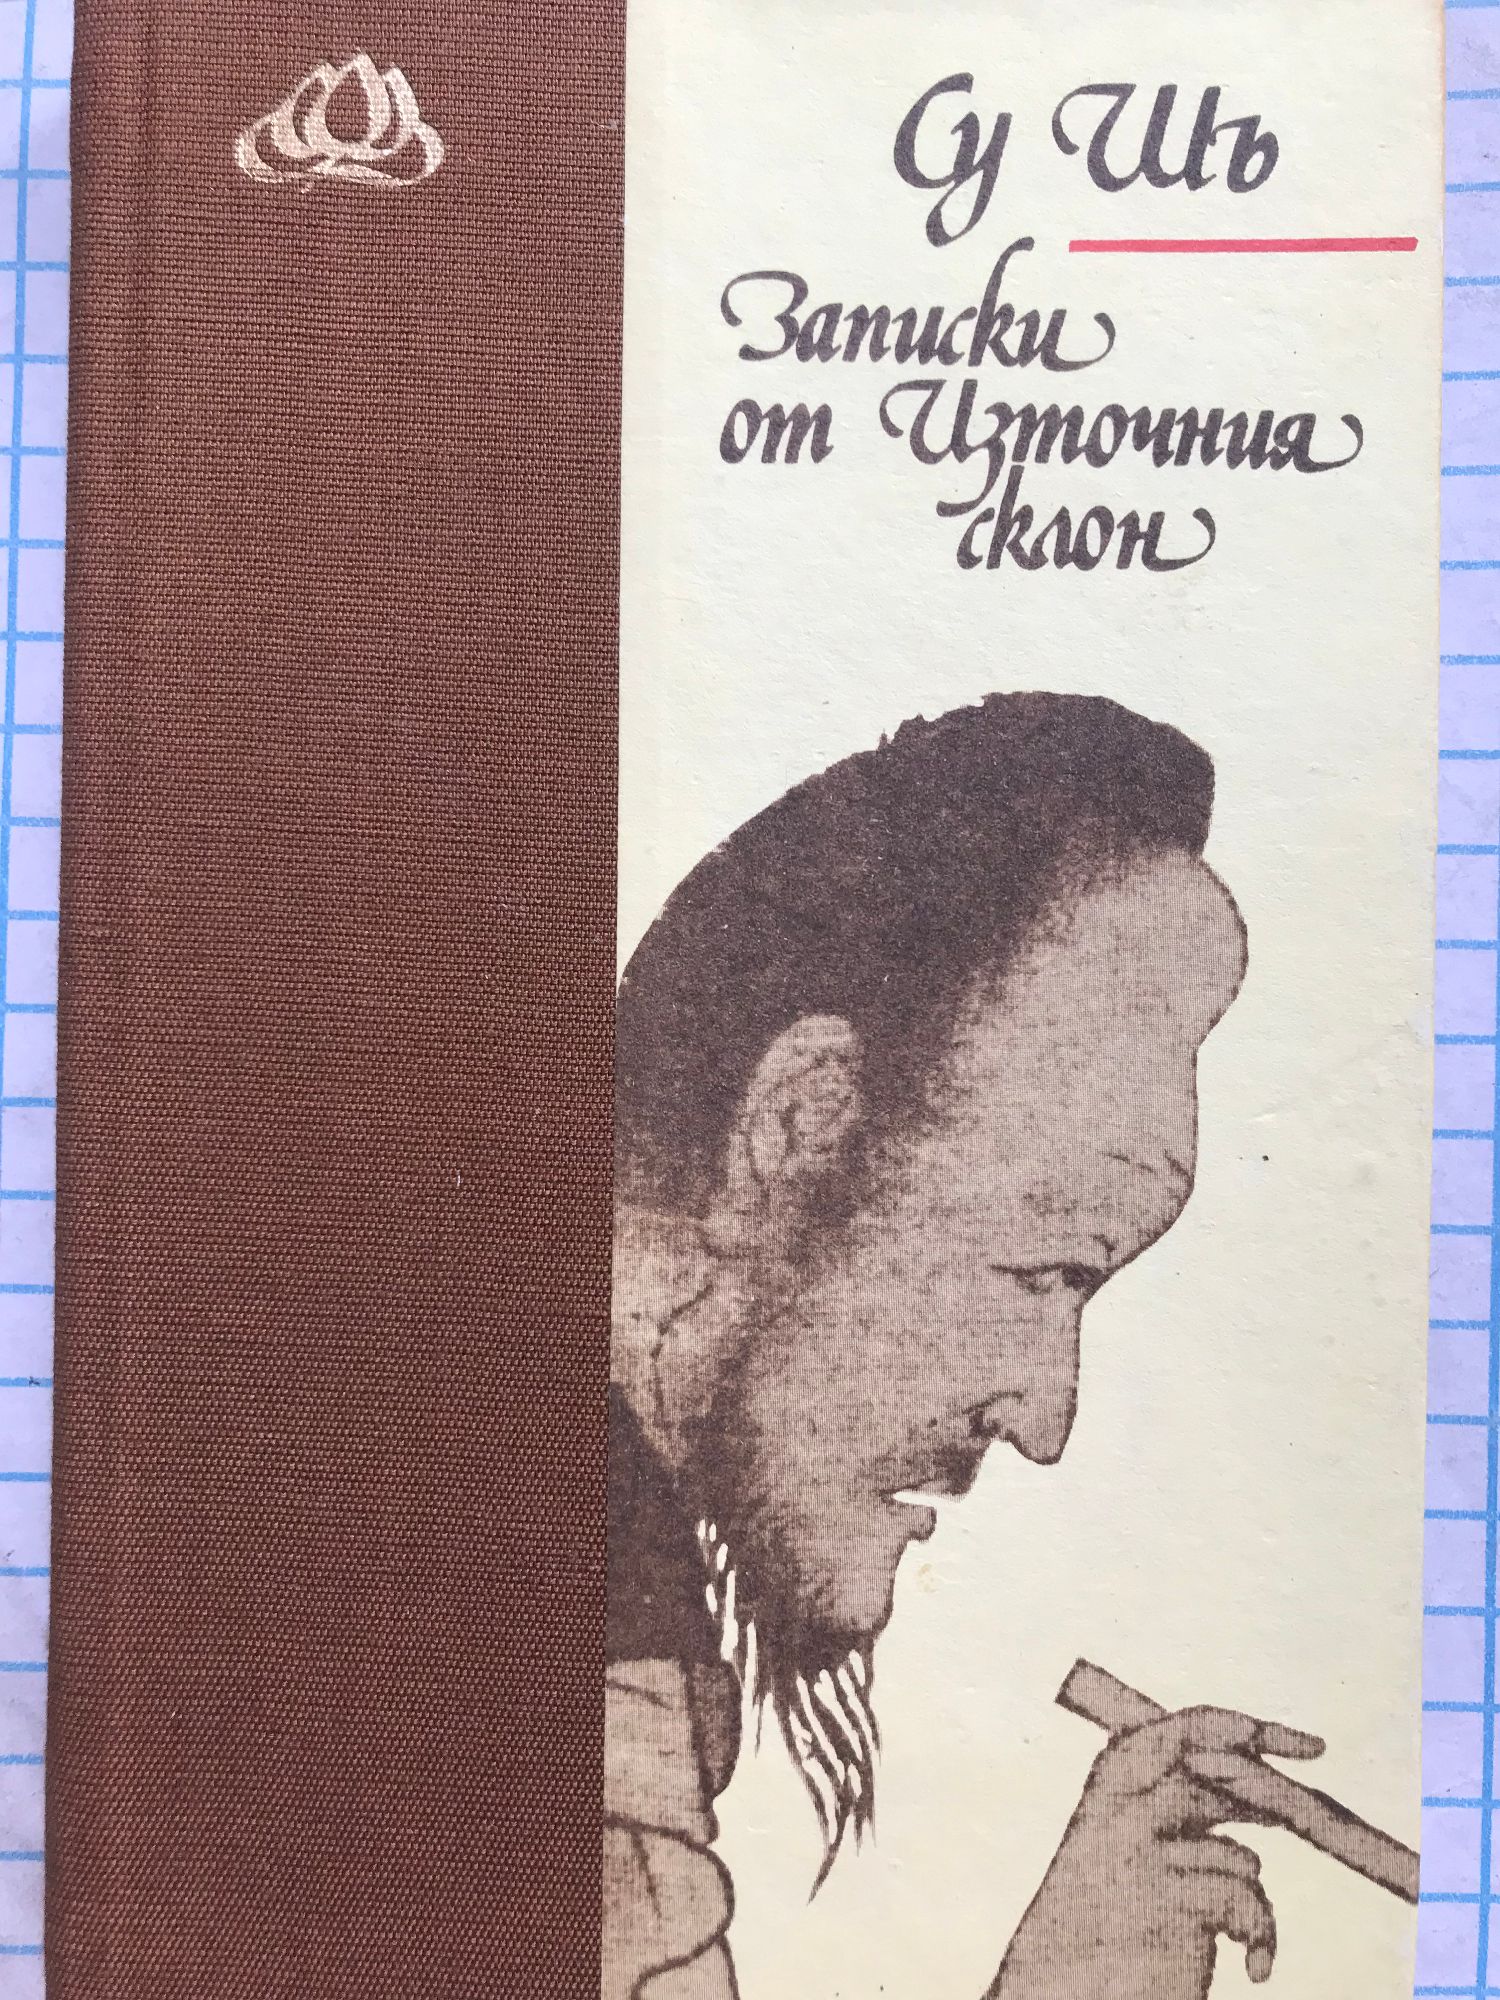 Су Шъ
Записки
от Източния
склон